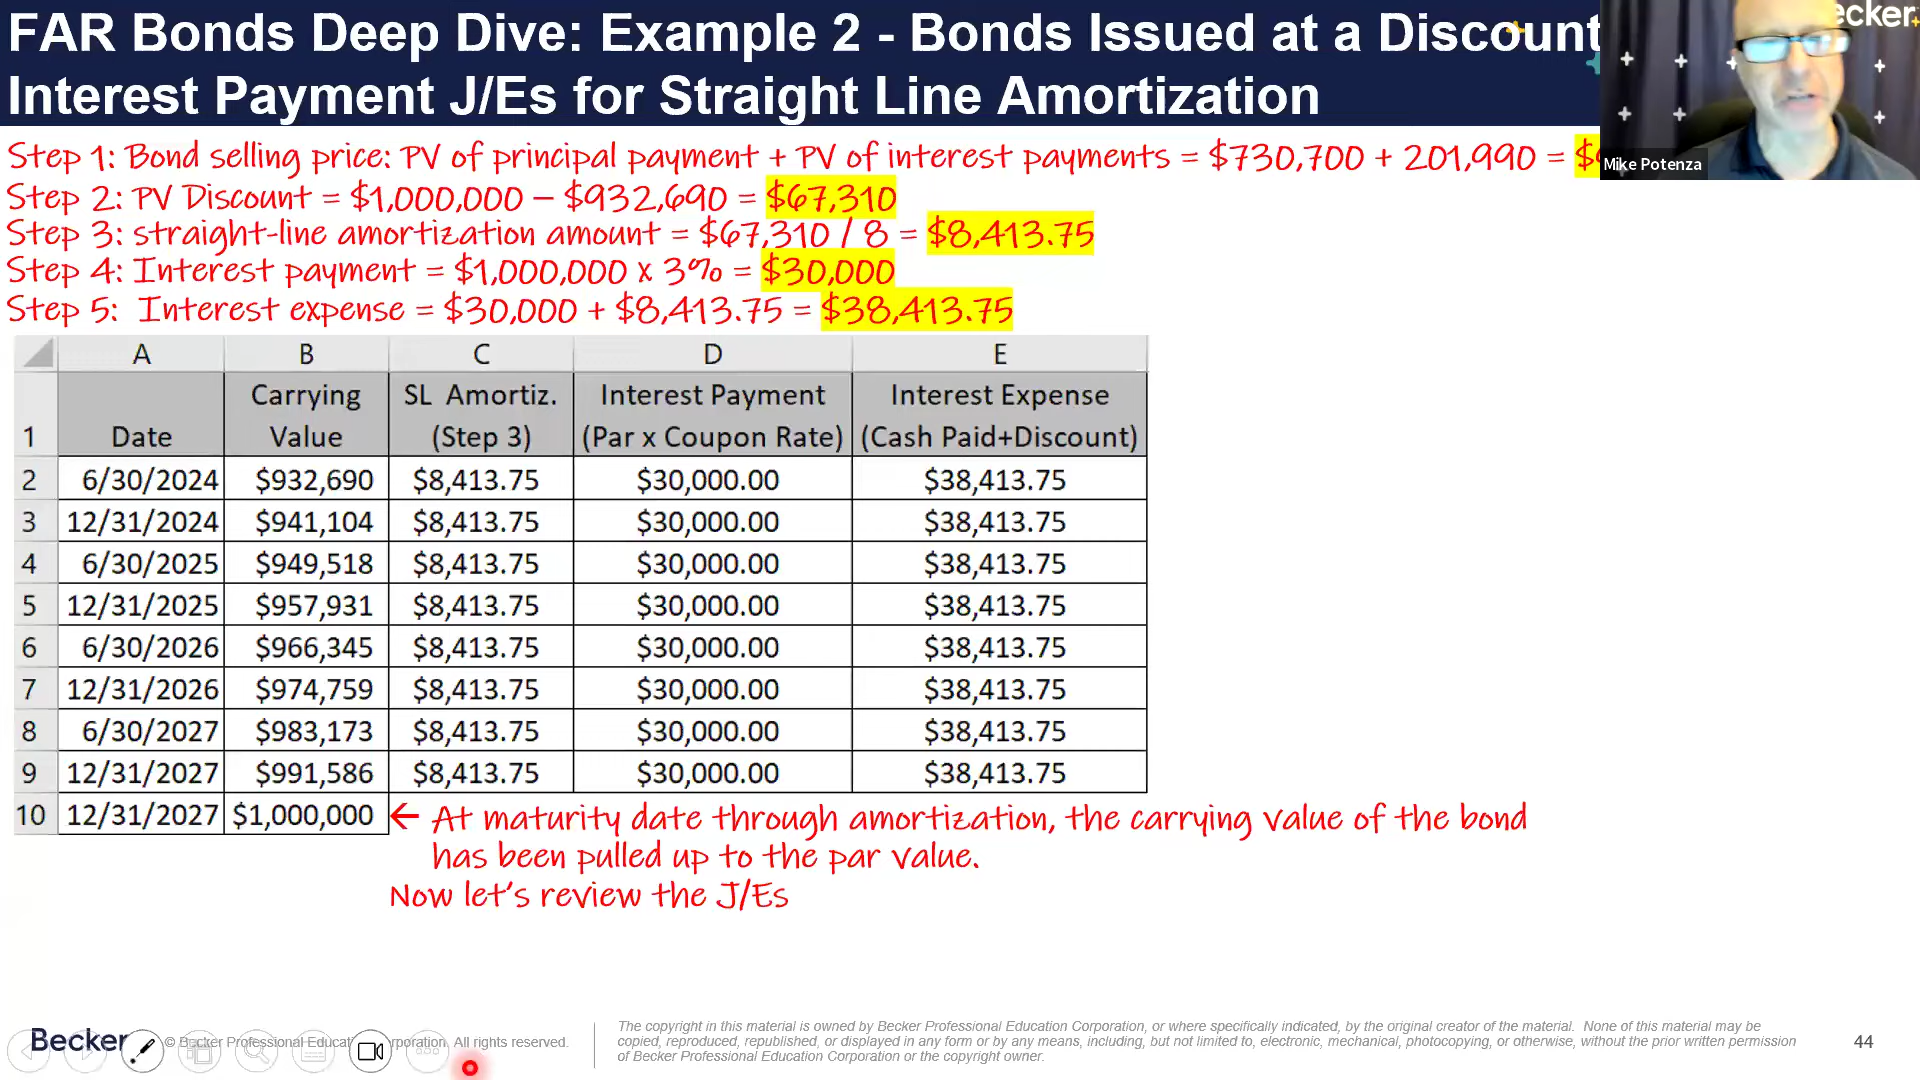 FAR Bonds Deep Dive: Example 2 - Bonds Issued at a Discount
Interest Payment J/Es for Straight Line Amortization
ecker
Mike Potenza
Step 1: Bond selling price: PV of principal payment + PV of interest payments = $730,700 + 201,990 = $
Step 2: PV Discount = $1,000,000 – $932,690 = $67,310
Step 3: straight-line amortization amount = $67,310 / 8 = $8,413.75
Step 4: Interest payment = $1,000,000 x 3% = $30,000
Step 5: Interest expense = $30,000 + $8,413.75 = $38,413.75
A B C D E
Carrying SL Amortiz. Interest Payment Interest Expense
1 Date Value (Step 3) (Par x Coupon Rate) (Cash Paid+Discount)
2 6/30/2024 $932,690 $8,413.75 $30,000.00 $38,413.75
3 12/31/2024 $941,104 $8,413.75 $30,000.00 $38,413.75
4 6/30/2025 $949,518 $8,413.75 $30,000.00 $38,413.75
5 12/31/2025 $957,931 $8,413.75 $30,000.00 $38,413.75
6 6/30/2026 $966,345 $8,413.75 $30,000.00 $38,413.75
7 12/31/2026 $974,759 $8,413.75 $30,000.00 $38,413.75
8 6/30/2027 $983,173 $8,413.75 $30,000.00 $38,413.75
9 12/31/2027 $991,586 $8,413.75 $30,000.00 $38,413.75
10 12/31/2027 $1,000,000 ← At maturity date through amortization, the carrying value of the bond
has been pulled up to the par value.
Now let's review the J/Es
Becker © Becker Professional Education Corporation. All rights reserved.
The copyright in this material is owned by Becker Professional Education Corporation, or where specifically indicated, by the original creator of the material. None of this material may be
copied, reproduced, republished, or displayed in any form or by any means, including, but not limited to, electronic, mechanical, photocopying, or otherwise, without the prior written permission
of Becker Professional Education Corporation or the copyright owner.
44